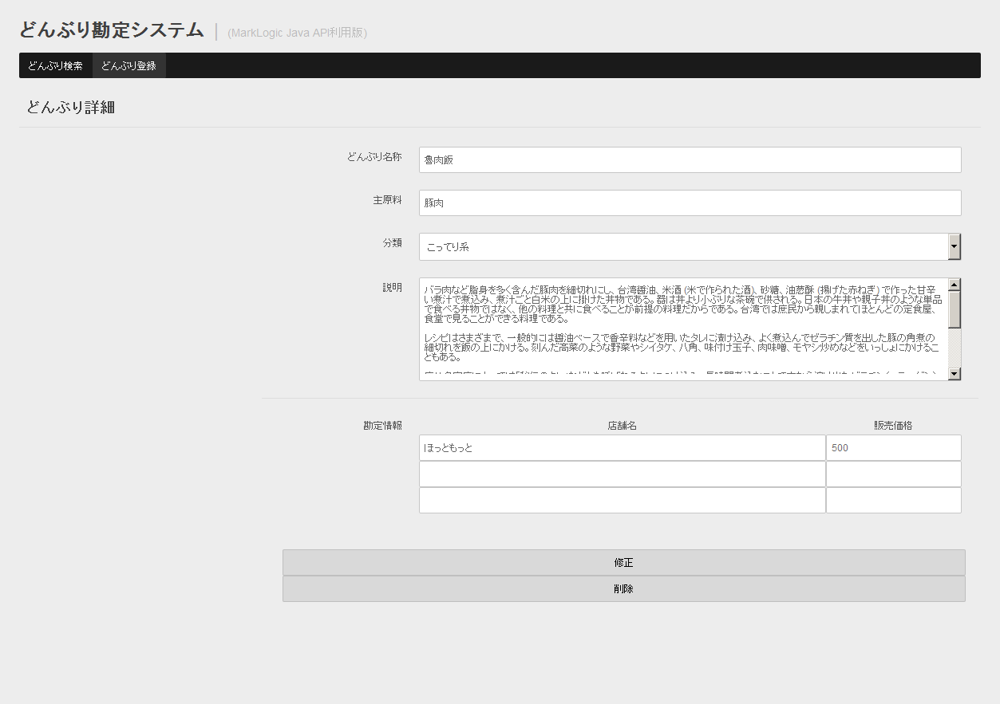 どんぶり勘定システム | (MarkLogic Java API利用版)
どんぶり検索 どんぶり登録
どんぶり詳細
どんぶり名称 魯肉飯
主原料 豚肉
分類 こってり系
説明 バラ肉など脂身を多く含んだ豚肉を細切れにし、台湾醤油、米酒 (米で作られた酒)、砂糖、油葱酥 (揚げた赤ねぎ) で作った甘辛
い煮汁で煮込み、煮汁ごと白米の上に掛けた丼物である。器は丼より小ぶりな茶碗で供される。日本の牛丼や親子丼のような単品
で食べる丼物ではなく、他の料理と共に食べることが前提の料理だからである。台湾では庶民から親しまれてほとんどの定食屋、
食堂で見ることができる料理である。
レシピはさまざまで、一般的には醤油ベースで香辛料などを用いたタレに漬け込み、よく煮込んでゼラチン質を出した豚の角煮の
細切れを飯の上にかける。刻んだ高菜のような野菜やシイタケ、八角、味付け玉子、肉味噌、モヤシ炒めなどをいっしょにかけるこ
ともある。
勘定情報 店舗名 販売価格
ほっともっと 500
修正
削除